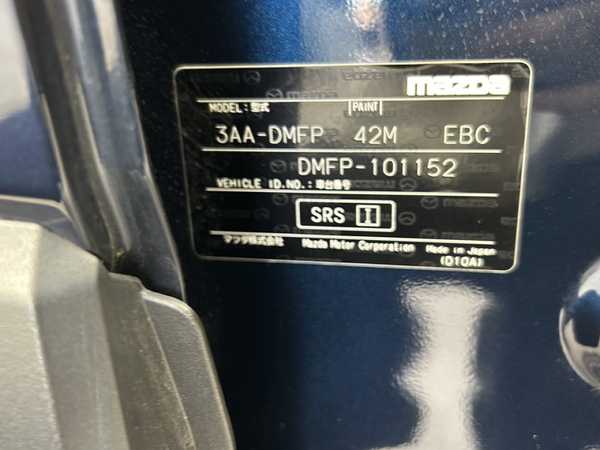 mazda
MODEL:型式 PAINT
3AA-DMFP 42M EBC
DMFP-101152
VEHICLE ID.NO.:車台番号
SRS I
マツダ株式会社 Mazda Motor Corporation Made in Japan
(D10A)